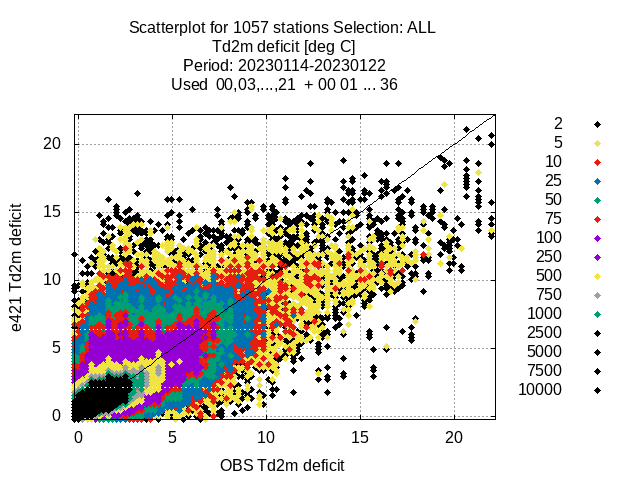 Scatterplot for 1057 stations Selection: ALL
Td2m deficit [deg C]
Period: 20230114-20230122
Used  00,03,...,21  + 00 01 ... 36
e421 Td2m deficit
20
15
10
5
0
0 5 10 15 20
OBS Td2m deficit
2
5
10
25
50
75
100
250
500
750
1000
2500
5000
7500
10000